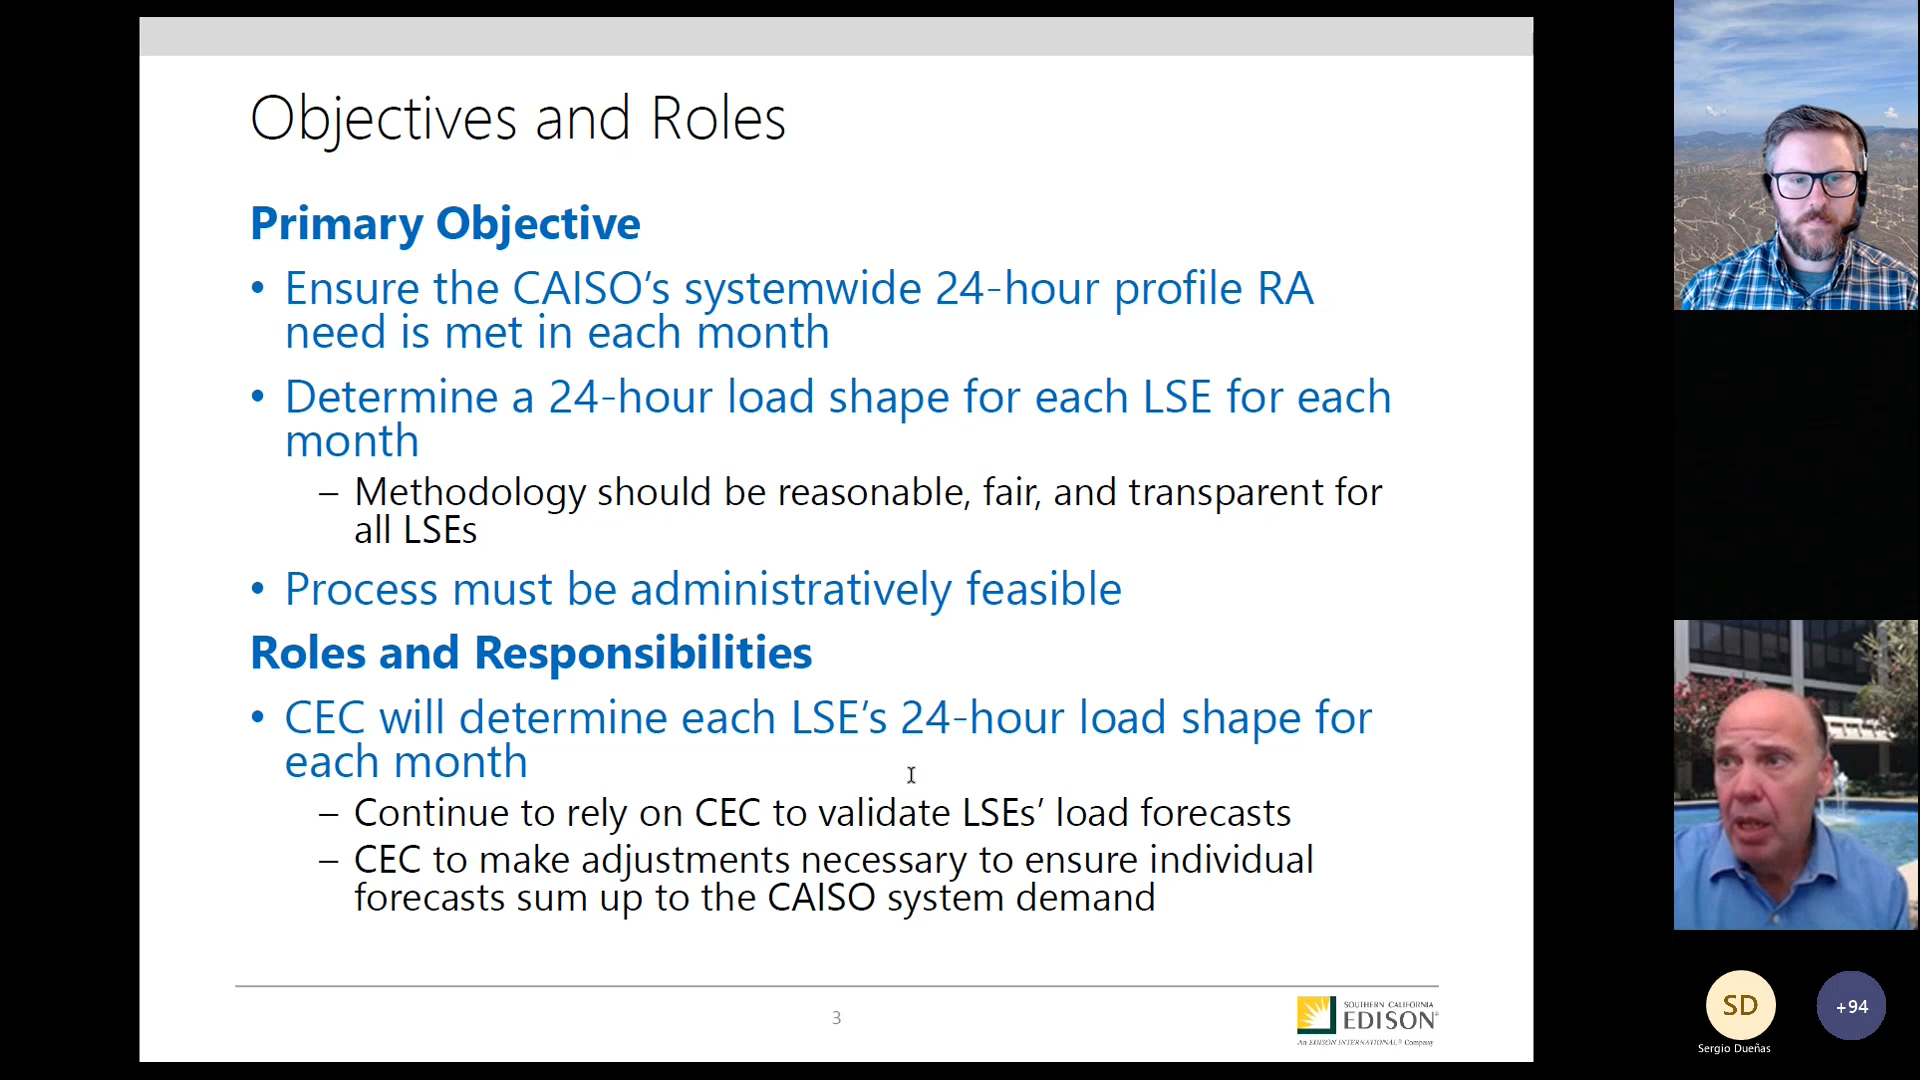 Objectives and Roles
Primary Objective
• Ensure the CAISO’s systemwide 24-hour profile RA
need is met in each month
• Determine a 24-hour load shape for each LSE for each
month
– Methodology should be reasonable, fair, and transparent for
all LSEs
• Process must be administratively feasible
Roles and Responsibilities
• CEC will determine each LSE’s 24-hour load shape for
each month
– Continue to rely on CEC to validate LSEs’ load forecasts
– CEC to make adjustments necessary to ensure individual
forecasts sum up to the CAISO system demand
3
SOUTHERN CALIFORNIA
EDISON®
An EDISON INTERNATIONAL® Company
SD
+94
Sergio Dueñas